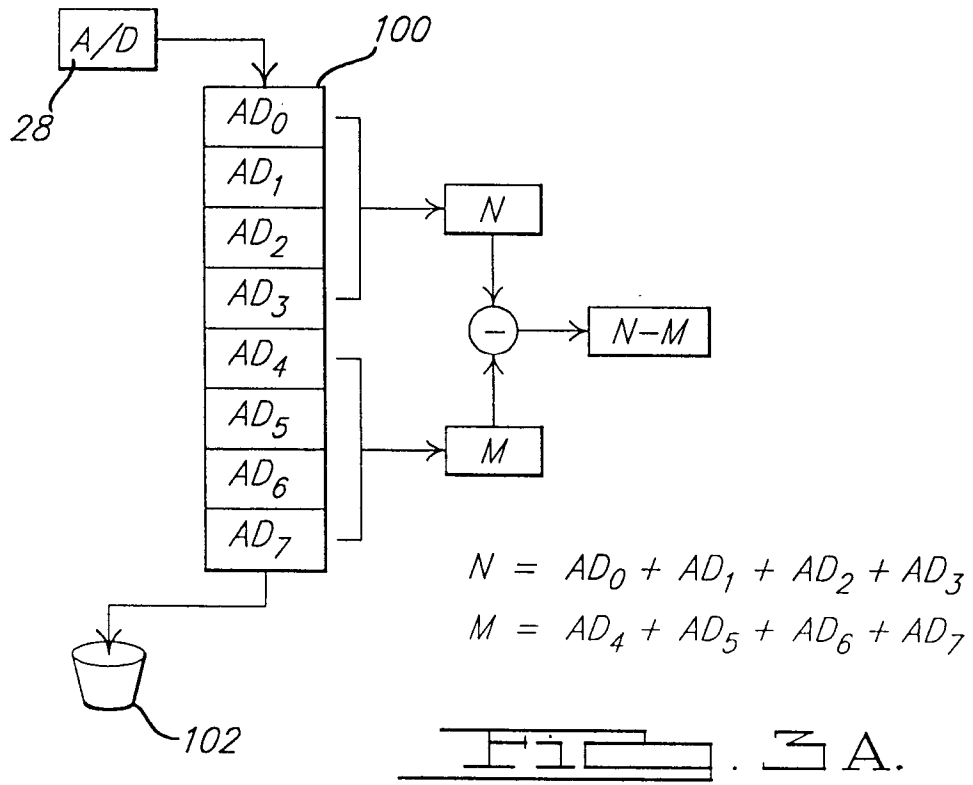 A/D
28
100
AD₀
AD₁
AD₂
AD₃
AD₄
AD₅
AD₆
AD₇
N
−
N−M
M
N = AD₀ + AD₁ + AD₂ + AD₃
M = AD₄ + AD₅ + AD₆ + AD₇
102
FIG. 3A.